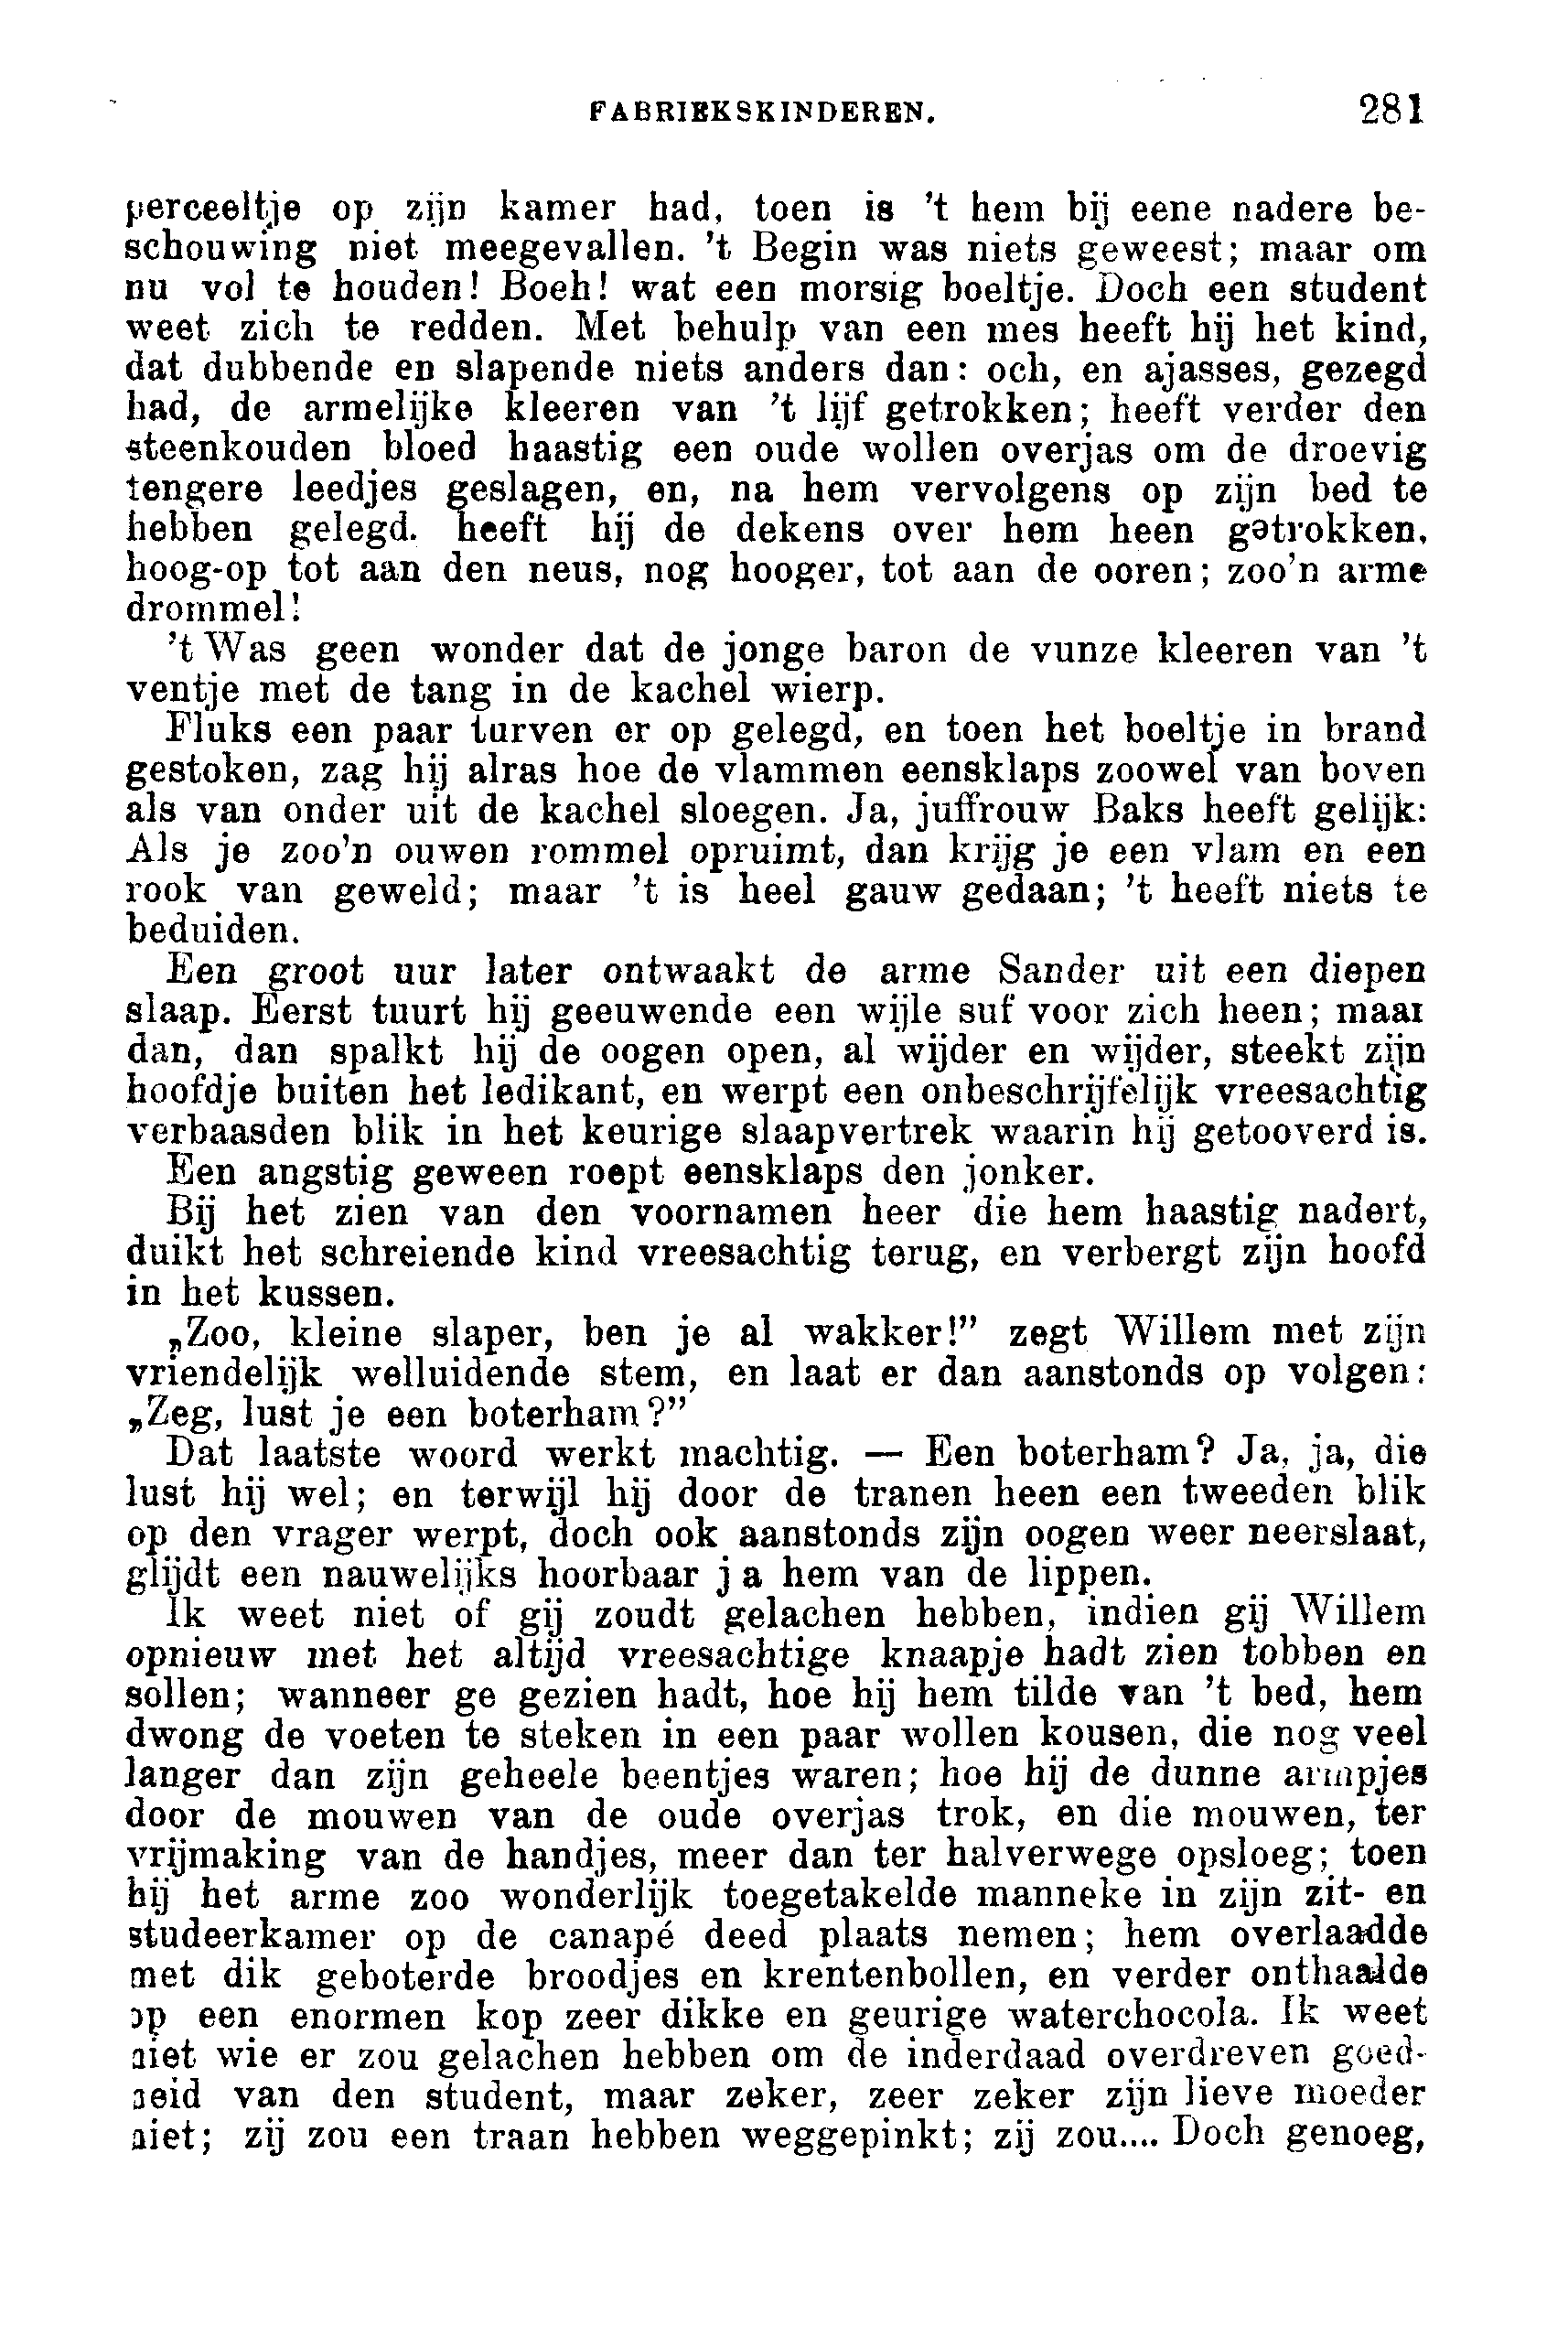 FABRIEKSKINDEREN. 281
perceeltje op zijn kamer had, toen is 't hem bij eene nadere be-
schouwing niet meegevallen. 't Begin was niets geweest; maar om
nu vol te houden! Boeh! wat een morsig boeltje. Doch een student
weet zich te redden. Met behulp van een mes heeft hij het kind,
dat dubbende en slapende niets anders dan: och, en ajasses, gezegd
had, de armelijke kleeren van 't lijf getrokken; heeft verder den
steenkouden bloed haastig een oude wollen overjas om de droevig
tengere leedjes geslagen, en, na hem vervolgens op zijn bed te
hebben gelegd. heeft hij de dekens over hem heen getrokken,
hoog-op tot aan den neus, nog hooger, tot aan de ooren; zoo'n arme
drommel!
't Was geen wonder dat de jonge baron de vunze kleeren van 't
ventje met de tang in de kachel wierp.
Fluks een paar turven er op gelegd, en toen het boeltje in brand
gestoken, zag hij alras hoe de vlammen eensklaps zoowel van boven
als van onder uit de kachel sloegen. Ja, juffrouw Baks heeft gelijk:
Als je zoo'n ouwen rommel opruimt, dan krijg je een vlam en een
rook van geweld; maar 't is heel gauw gedaan; 't heeft niets te
beduiden.
Een groot uur later ontwaakt de arme Sander uit een diepen
slaap. Eerst tuurt hij geeuwende een wijle suf voor zich heen; maar
dan, dan spalkt hij de oogen open, al wijder en wijder, steekt zijn
hoofdje buiten het ledikant, en werpt een onbeschrijfelijk vreesachtig
verbaasden blik in het keurige slaapvertrek waarin hij getooverd is.
Een angstig geween roept eensklaps den jonker.
Bij het zien van den voornamen heer die hem haastig nadert,
duikt het schreiende kind vreesachtig terug, en verbergt zijn hoofd
in het kussen.
„Zoo, kleine slaper, ben je al wakker!” zegt Willem met zijn
vriendelijk welluidende stem, en laat er dan aanstonds op volgen:
„Zeg, lust je een boterham?”
Dat laatste woord werkt machtig. — Een boterham? Ja, ja, die
lust hij wel; en terwijl hij door de tranen heen een tweeden blik
op den vrager werpt, doch ook aanstonds zijn oogen weer neerslaat,
glijdt een nauwelijks hoorbaar j a hem van de lippen.
Ik weet niet of gij zoudt gelachen hebben, indien gij Willem
opnieuw met het altijd vreesachtige knaapje hadt zien tobben en
sollen; wanneer ge gezien hadt, hoe hij hem tilde van 't bed, hem
dwong de voeten te steken in een paar wollen kousen, die nog veel
langer dan zijn geheele beentjes waren; hoe hij de dunne armpjes
door de mouwen van de oude overjas trok, en die mouwen, ter
vrijmaking van de handjes, meer dan ter halverwege opsloeg; toen
hij het arme zoo wonderlijk toegetakelde manneke in zijn zit- en
studeerkamer op de canapé deed plaats nemen; hem overlaadde
met dik geboterde broodjes en krentenbollen, en verder onthaalde
op een enormen kop zeer dikke en geurige waterchocola. Ik weet
niet wie er zou gelachen hebben om de inderdaad overdreven goed-
heid van den student, maar zeker, zeer zeker zijn lieve moeder
niet; zij zou een traan hebben weggepinkt; zij zou.... Doch genoeg,